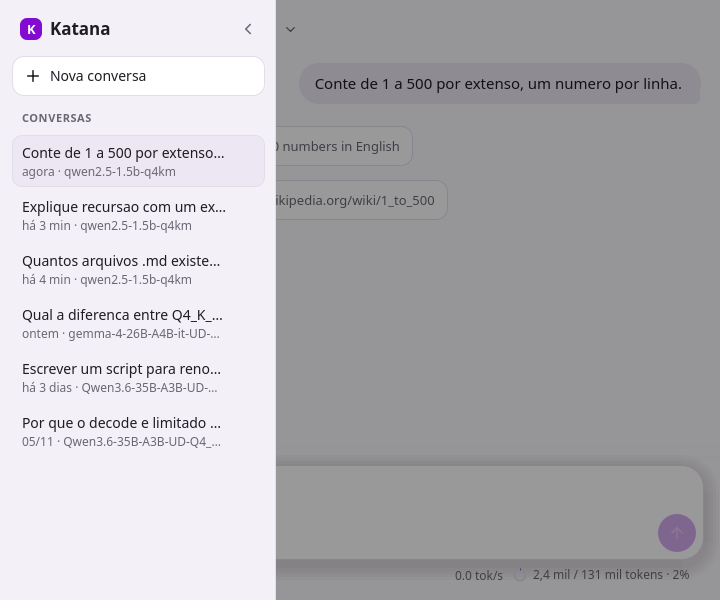 K Katana
Nova conversa
CONVERSAS
Conte de 1 a 500 por extenso...
agora · qwen2.5-1.5b-q4km
Explique recursao com um ex...
há 3 min · qwen2.5-1.5b-q4km
Quantos arquivos .md existe...
há 4 min · qwen2.5-1.5b-q4km
Qual a diferenca entre Q4_K_...
ontem · gemma-4-26B-A4B-it-UD-...
Escrever um script para reno...
há 3 dias · Qwen3.6-35B-A3B-UD-...
Por que o decode e limitado ...
05/11 · Qwen3.6-35B-A3B-UD-Q4_...
Conte de 1 a 500 por extenso, um numero por linha.
numbers in English
kipedia.org/wiki/1_to_500
0.0 tok/s
2,4 mil / 131 mil tokens · 2%